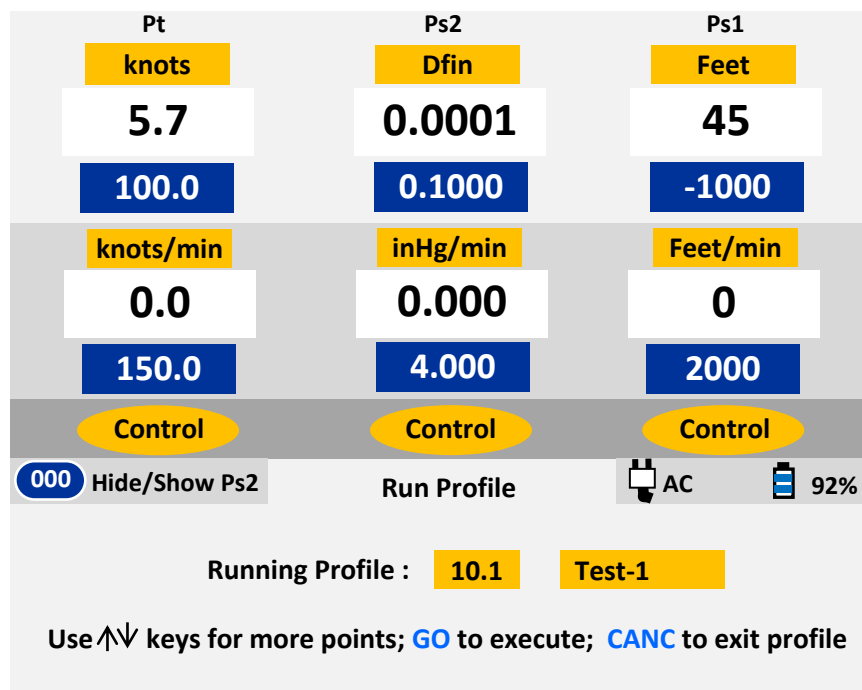 Pt Ps2 Ps1
knots Dfin Feet
5.7 0.0001 45
100.0 0.1000 -1000
knots/min inHg/min Feet/min
0.0 0.000 0
150.0 4.000 2000
Control Control Control
000 Hide/Show Ps2 Run Profile AC 92%
Running Profile : 10.1 Test-1
Use ↑↓ keys for more points; GO to execute; CANC to exit profile